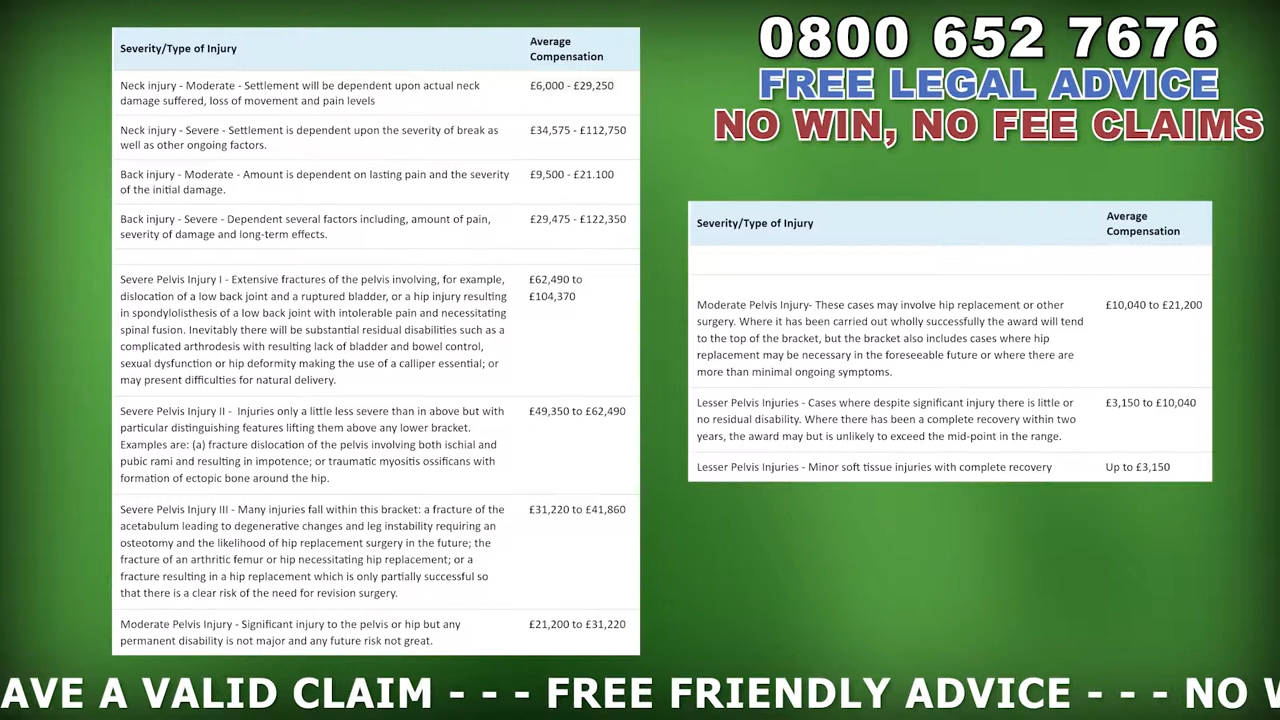 Severity/Type of Injury
Average
Compensation
Neck injury - Moderate - Settlement will be dependent upon actual neck
damage suffered, loss of movement and pain levels
£6,000 - £29,250
Neck injury - Severe - Settlement is dependent upon the severity of break as
well as other ongoing factors.
£34,575 - £112,750
Back injury - Moderate - Amount is dependent on lasting pain and the severity
of the initial damage.
£9,500 - £21.100
Back injury - Severe - Dependent several factors including, amount of pain,
severity of damage and long-term effects.
£29,475 - £122,350
Severe Pelvis Injury I - Extensive fractures of the pelvis involving, for example,
dislocation of a low back joint and a ruptured bladder, or a hip injury resulting
in spondylolisthesis of a low back joint with intolerable pain and necessitating
spinal fusion. Inevitably there will be substantial residual disabilities such as a
complicated arthrodesis with resulting lack of bladder and bowel control,
sexual dysfunction or hip deformity making the use of a calliper essential; or
may present difficulties for natural delivery.
£62,490 to
£104,370
Severe Pelvis Injury II - Injuries only a little less severe than in above but with
particular distinguishing features lifting them above any lower bracket.
Examples are: (a) fracture dislocation of the pelvis involving both ischial and
pubic rami and resulting in impotence; or traumatic myositis ossificans with
formation of ectopic bone around the hip.
£49,350 to £62,490
Severe Pelvis Injury III - Many injuries fall within this bracket: a fracture of the
acetabulum leading to degenerative changes and leg instability requiring an
osteotomy and the likelihood of hip replacement surgery in the future; the
fracture of an arthritic femur or hip necessitating hip replacement; or a
fracture resulting in a hip replacement which is only partially successful so
that there is a clear risk of the need for revision surgery.
£31,220 to £41,860
Moderate Pelvis Injury - Significant injury to the pelvis or hip but any
permanent disability is not major and any future risk not great.
£21,200 to £31,220
0800 652 7676
FREE LEGAL ADVICE
NO WIN, NO FEE CLAIMS
Severity/Type of Injury
Average
Compensation
Moderate Pelvis Injury- These cases may involve hip replacement or other
surgery. Where it has been carried out wholly successfully the award will tend
to the top of the bracket, but the bracket also includes cases where hip
replacement may be necessary in the foreseeable future or where there are
more than minimal ongoing symptoms.
£10,040 to £21,200
Lesser Pelvis Injuries - Cases where despite significant injury there is little or
no residual disability. Where there has been a complete recovery within two
years, the award may but is unlikely to exceed the mid-point in the range.
£3,150 to £10,040
Lesser Pelvis Injuries - Minor soft tissue injuries with complete recovery
Up to £3,150
AVE A VALID CLAIM - - - FREE FRIENDLY ADVICE - - - NO W